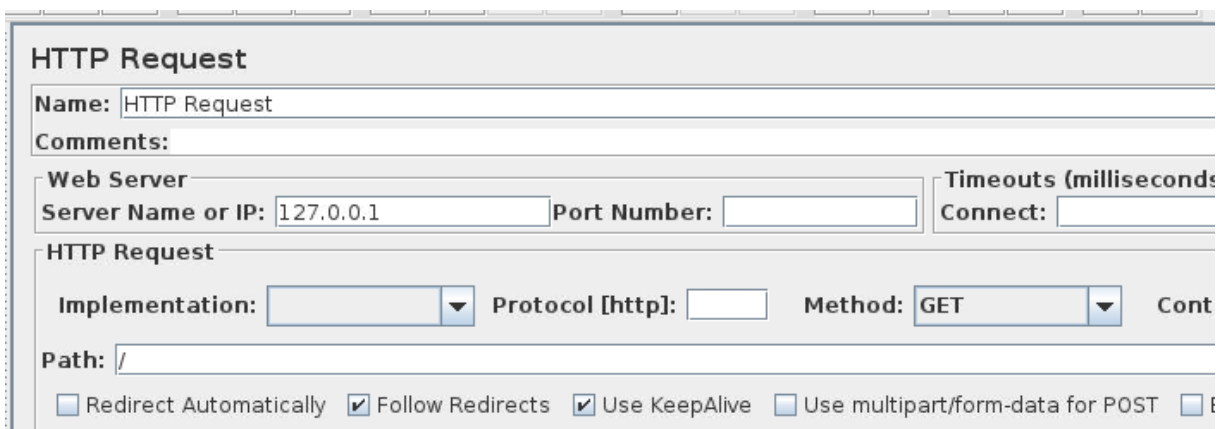 HTTP Request
Name: HTTP Request
Comments:
Web Server Timeouts (milliseconds
Server Name or IP: 127.0.0.1 Port Number: Connect:
HTTP Request
Implementation: Protocol [http]: Method: GET Cont
Path: /
Redirect Automatically Follow Redirects Use KeepAlive Use multipart/form-data for POST